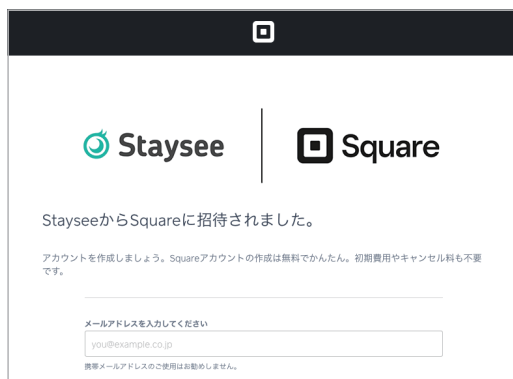 Staysee
Square
StayseeからSquareに招待されました。
アカウントを作成しましょう。Squareアカウントの作成は無料でかんたん。初期費用やキャンセル料も不要
です。
メールアドレスを入力してください
you@example.co.jp
携帯メールアドレスのご使用はお勧めしません。